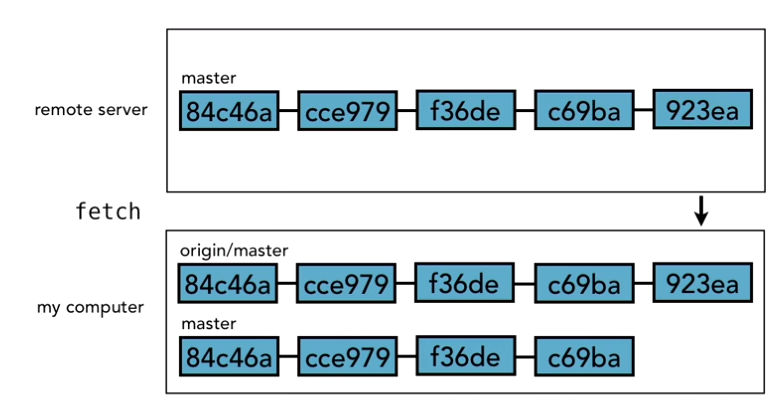 master
remote server
84c46a cce979 f36de c69ba 923ea
fetch
origin/master
84c46a cce979 f36de c69ba 923ea
my computer
master
84c46a cce979 f36de c69ba